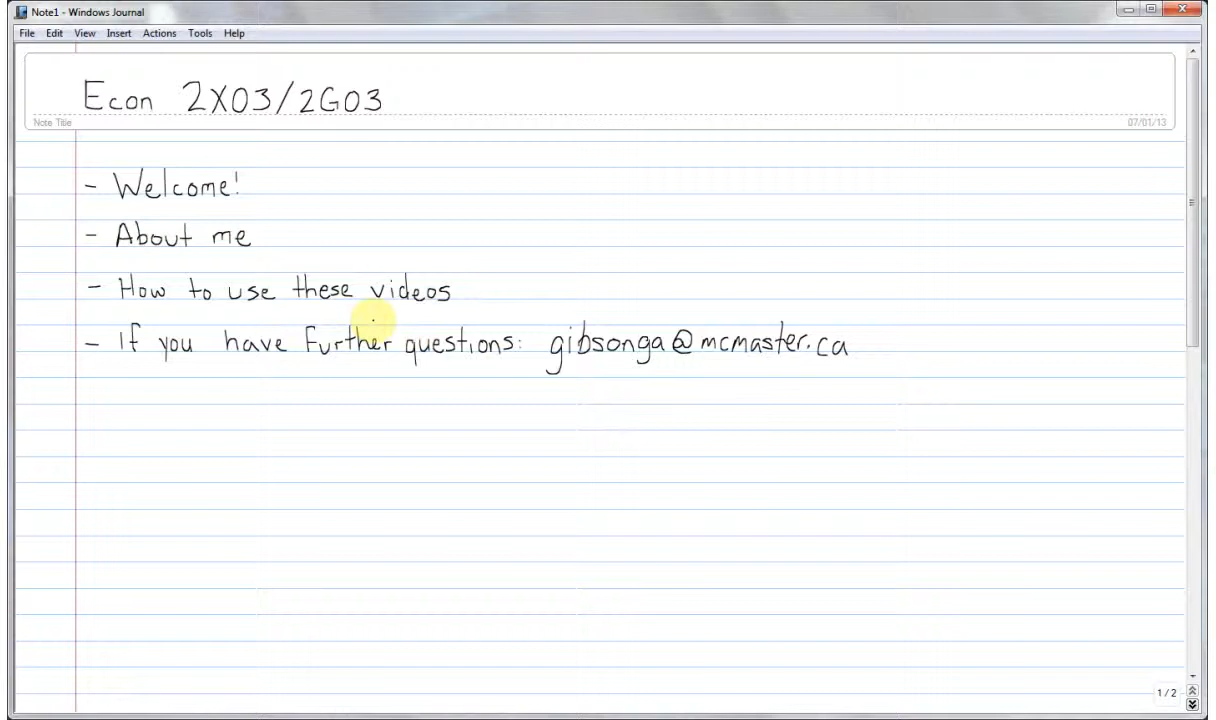 Note1 - Windows Journal
File Edit View Insert Actions Tools Help
Econ 2X03/2G03
Note Title 07/01/13
- Welcome!
- About me
- How to use these videos
- If you have further questions: gibsonga@mcmaster.ca
1 / 2